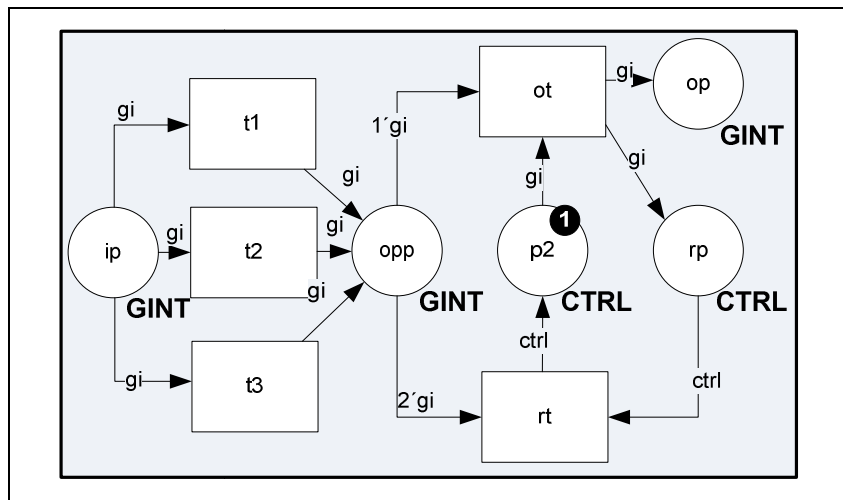 gi
t1
gi
ip
GINT
gi
t2
gi
gi
t3
gi
opp
GINT
1´gi
2´gi
ot
gi
op
GINT
gi
gi
1
p2
CTRL
rp
CTRL
ctrl
ctrl
rt